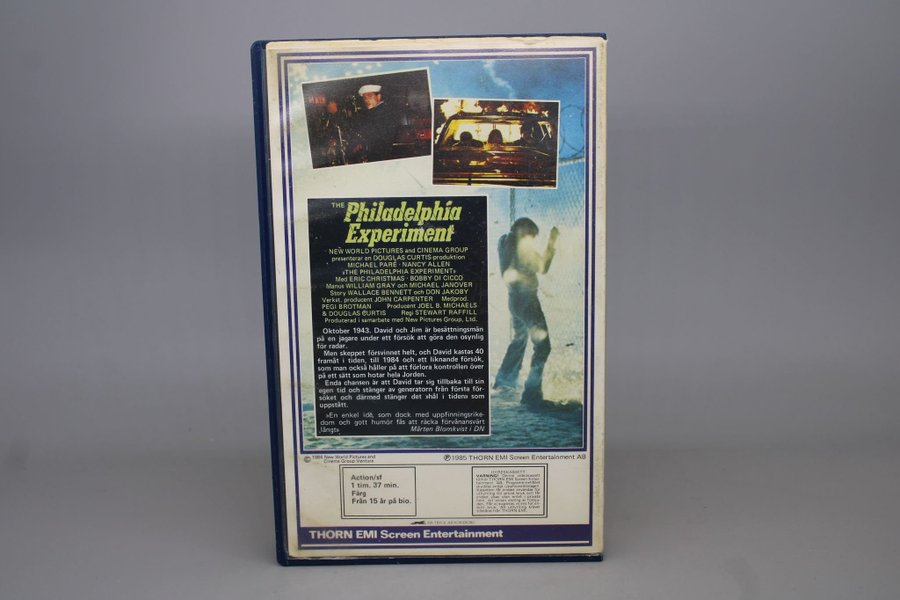 THE
Philadelphia
Experiment
NEW WORLD PICTURES and CINEMA GROUP
presenterar en DOUGLAS CURTIS produktion
MICHAEL PARÉ · NANCY ALLEN
«THE PHILADELPHIA EXPERIMENT»
Med ERIC CHRISTMAS · BOBBY DI CICCO
Manus WILLIAM GRAY och MICHAEL JANOVER
Story WALLACE BENNETT och DON JAKOBY
Verkst. producent JOHN CARPENTER Medprod.
PEGI BROTMAN Producent JOEL B. MICHAELS
& DOUGLAS CURTIS Regi STEWART RAFFILL
Producerad i samarbete med New Pictures Group, Ltd.
Oktober 1943. David och Jim är besättningsmän
på en jagare under ett försök att göra den osynlig
för radar.
Men skeppet försvinnet helt, och David kastas 40
framåt i tiden, till 1984 och ett liknande försök,
som man också håller på att förlora kontrollen över
på ett sätt som hotar hela Jorden.
Enda chansen är att David tar sig tillbaka till sin
egen tid och stänger av generatorn från första för-
söket och därmed stänger det »hål i tiden» som
uppstått.
»En enkel idé, som dock med uppfinningsrike-
dom och gott humör fås att räcka förvånansvärt
långt» Mårten Blomkvist i DN
© 1984 New World Pictures and
Cinema Group Venture
℗ 1985 THORN EMI Screen Entertainment AB
Action/sf
1 tim. 37 min.
Färg
Från 15 år på bio.
THORN EMI Screen Entertainment